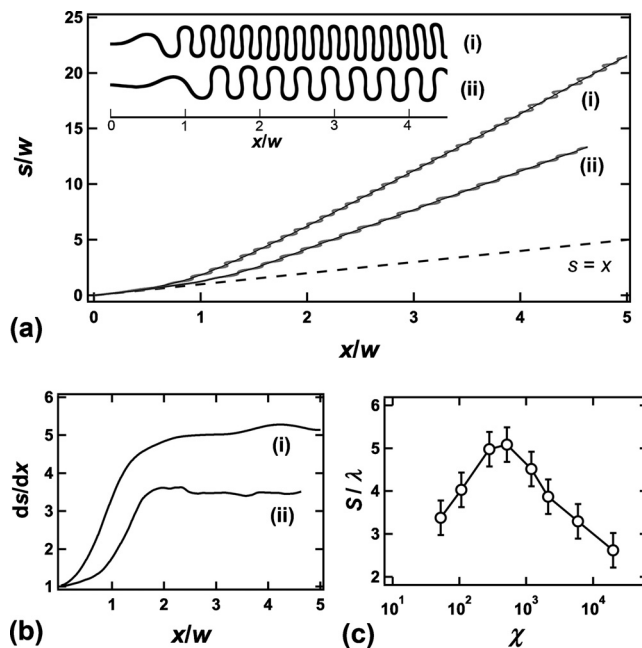 25
20
15
10
5
0
s/w
(i)
(ii)
0 1 2 3 4
x/w
(i)
(ii)
s = x
0 1 2 3 4 5
(a)
x/w
6
5
4
3
2
1
ds/dx
(i)
(ii)
1 2 3 4 5
(b)
x/w
6
5
4
3
2
S / λ
10¹ 10² 10³ 10⁴
(c)
χ